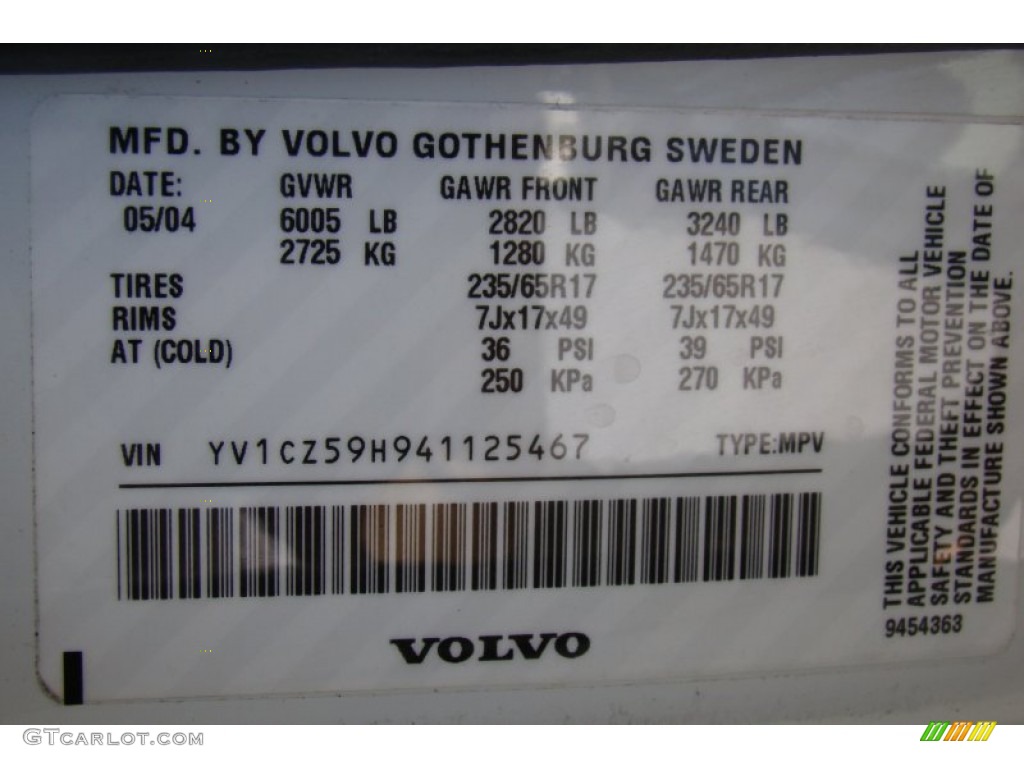 MFD. BY VOLVO GOTHENBURG SWEDEN
DATE: GVWR GAWR FRONT GAWR REAR
05/04 6005 LB 2820 LB 3240 LB
2725 KG 1280 KG 1470 KG
TIRES 235/65R17 235/65R17
RIMS 7Jx17x49 7Jx17x49
AT (COLD) 36 PSI 39 PSI
250 KPa 270 KPa
VIN YV1CZ59H941125467 TYPE:MPV
VOLVO
THIS VEHICLE CONFORMS TO ALL
APPLICABLE FEDERAL MOTOR VEHICLE
SAFETY AND THEFT PREVENTION
STANDARDS IN EFFECT ON THE DATE OF
MANUFACTURE SHOWN ABOVE.
9454363
GTCarlot.com